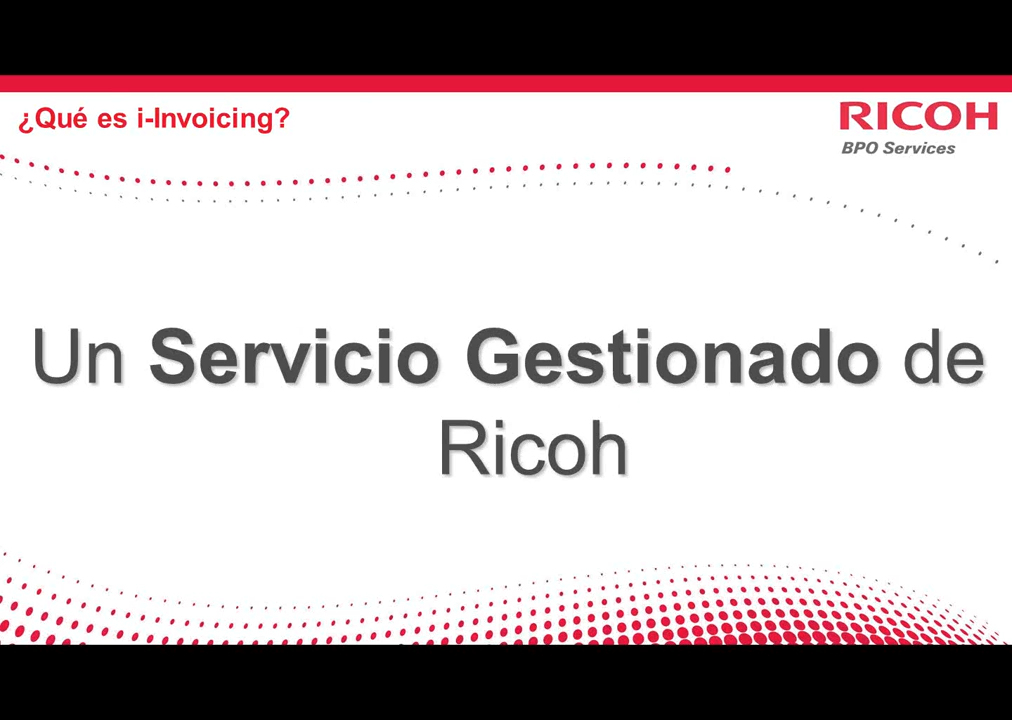 ¿Qué es i-Invoicing?
RICOH
BPO Services
Un Servicio Gestionado de
Ricoh